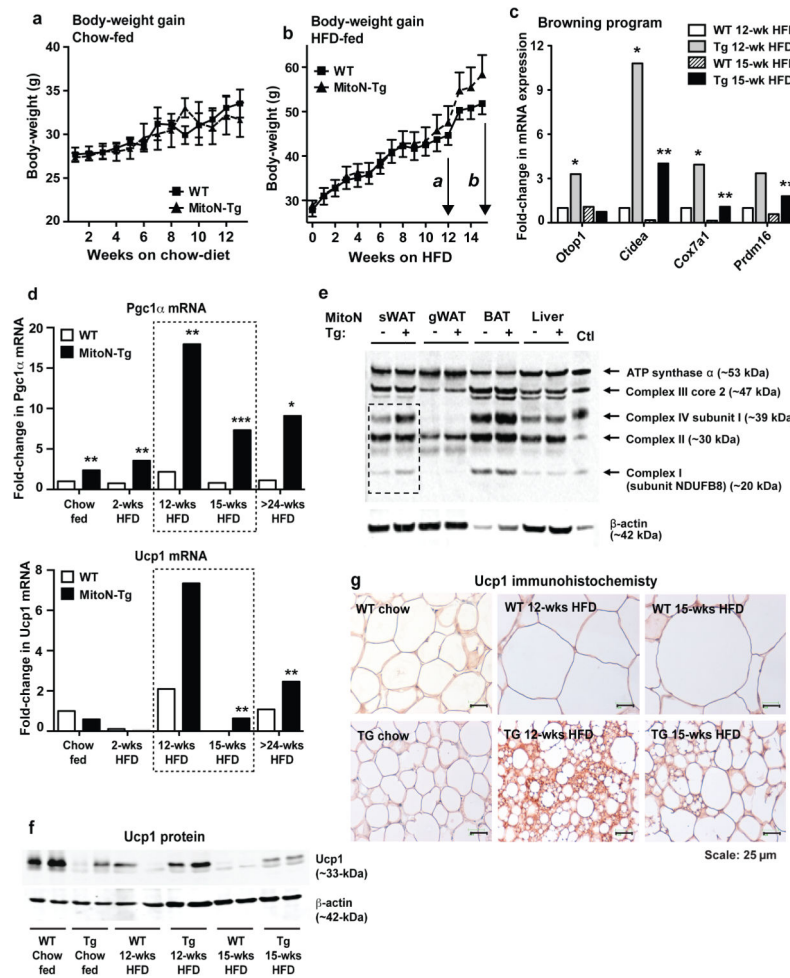 a
Body-weight gain
Chow-fed
Body-weight (g)
40
35
30
25
20
2 4 6 8 10 12
Weeks on chow-diet
WT
MitoN-Tg
b
Body-weight gain
HFD-fed
Body-weight (g)
60
50
40
30
0 2 4 6 8 10 12 14
Weeks on HFD
WT
MitoN-Tg
a
b
c
Browning program
WT 12-wk HFD
Tg 12-wk HFD
WT 15-wk HFD
Tg 15-wk HFD
Fold-change in mRNA expression
12
9
6
3
0
*
*
**
*
**
**
Otop1
Cidea
Cox7a1
Prdm16
d
Pgc1α mRNA
WT
MitoN-Tg
Fold-change in Pgc1α mRNA
20
15
10
5
0
**
**
**
***
*
Chow fed
2-wks HFD
12-wks HFD
15-wks HFD
>24-wks HFD
Ucp1 mRNA
WT
MitoN-Tg
Fold-change in Ucp1 mRNA
8
6
4
2
0
**
**
Chow fed
2-wks HFD
12-wks HFD
15-wks HFD
>24-wks HFD
e
MitoN sWAT gWAT BAT Liver
Tg: - + - + - + - + Ctl
ATP synthase α (~53 kDa)
Complex III core 2 (~47 kDa)
Complex IV subunit I (~39 kDa
Complex II (~30 kDa)
Complex I
(subunit NDUFB8) (~20 kDa)
β-actin
(~42 kDa)
g
Ucp1 immunohistochemisty
WT chow
WT 12-wks HFD
WT 15-wks HFD
TG chow
TG 12-wks HFD
TG 15-wks HFD
Scale: 25 µm
f
Ucp1 protein
Ucp1
(~33-kDa)
β-actin
(~42-kDa)
WT Chow fed
Tg Chow fed
WT 12-wks HFD
Tg 12-wks HFD
WT 15-wks HFD
Tg 15-wks HFD